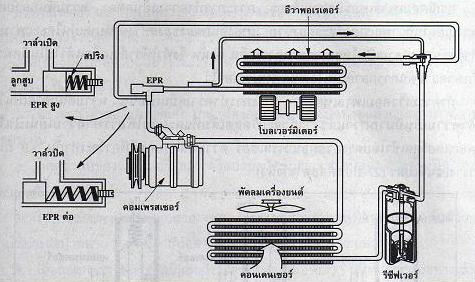 อีวาพอเรเตอร์
วาล์วเปิด
สปริง
ลูกสูบ
EPR สูง
EPR
โบลเวอร์มิเตอร์
วาล์วปิด
EPR ต่อ
คอมเพรสเซอร์
พัดลมเครื่องยนต์
คอนเดนเซอร์
รีซีฟเวอร์